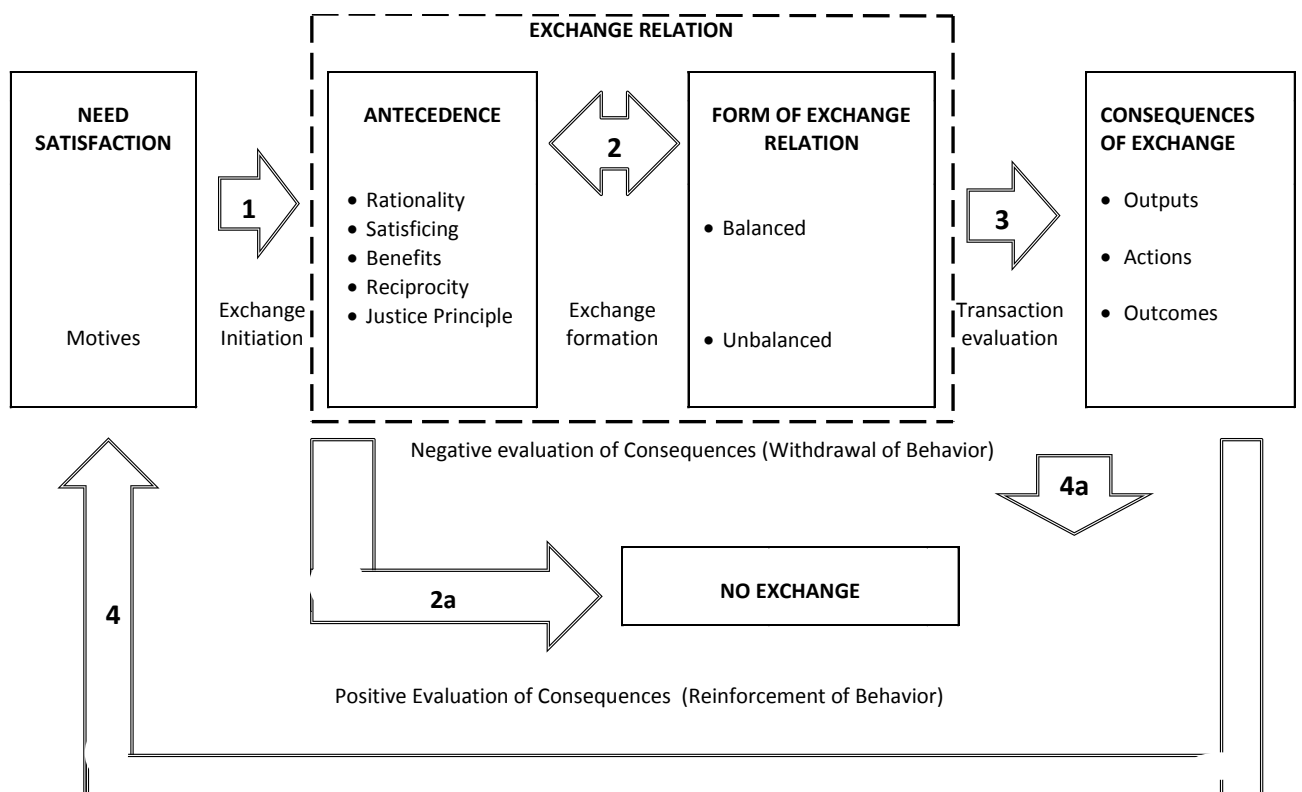 EXCHANGE RELATION
NEED
SATISFACTION
Motives
1
Exchange
Initiation
ANTECEDENCE
• Rationality
• Satisficing
• Benefits
• Reciprocity
• Justice Principle
2
Exchange
formation
FORM OF EXCHANGE
RELATION
• Balanced
• Unbalanced
3
Transaction
evaluation
CONSEQUENCES
OF EXCHANGE
• Outputs
• Actions
• Outcomes
Negative evaluation of Consequences (Withdrawal of Behavior)
4a
NO EXCHANGE
2a
4
Positive Evaluation of Consequences (Reinforcement of Behavior)